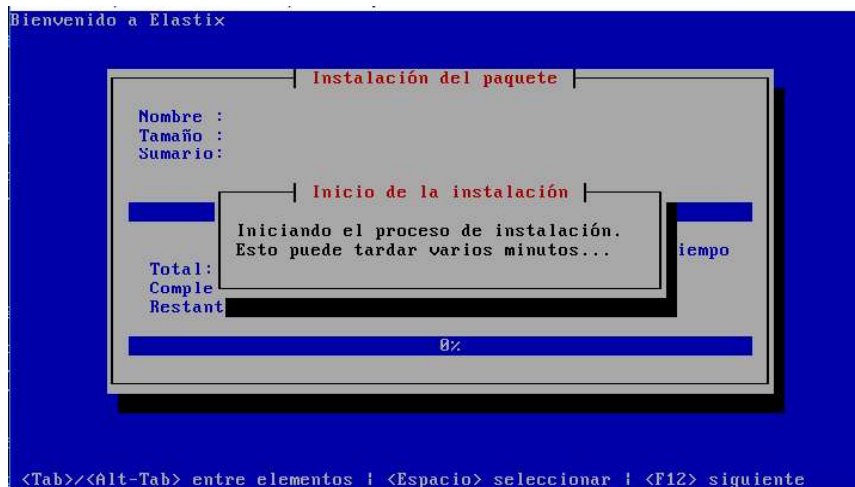 Bienvenido a Elastix
Instalación del paquete
Nombre :
Tamaño :
Sumario:
Inicio de la instalación
Iniciando el proceso de instalación.
Esto puede tardar varios minutos...
iempo
Total:
Comple
Restant
0%
<Tab>/<Alt-Tab> entre elementos | <Espacio> seleccionar | <F12> siguiente